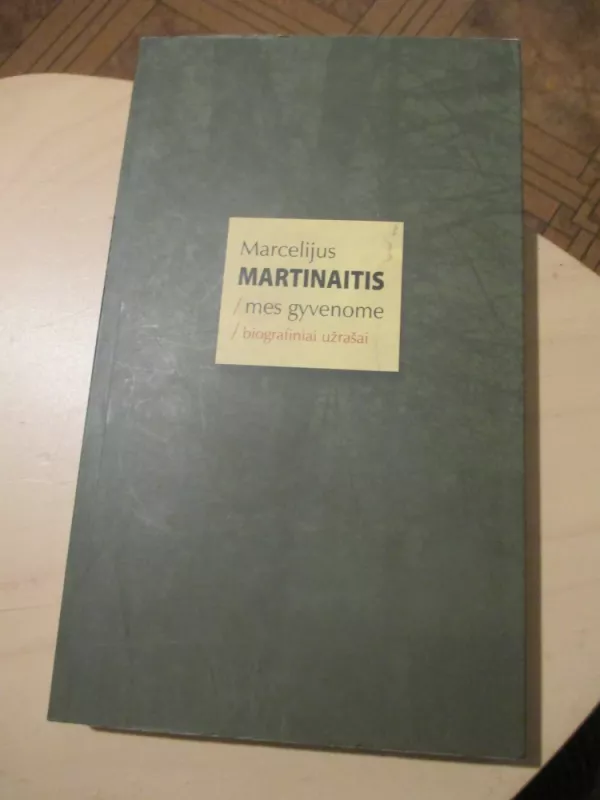 Marcelijus
MARTINAITIS
/mes gyvenome
/biografiniai užrašai